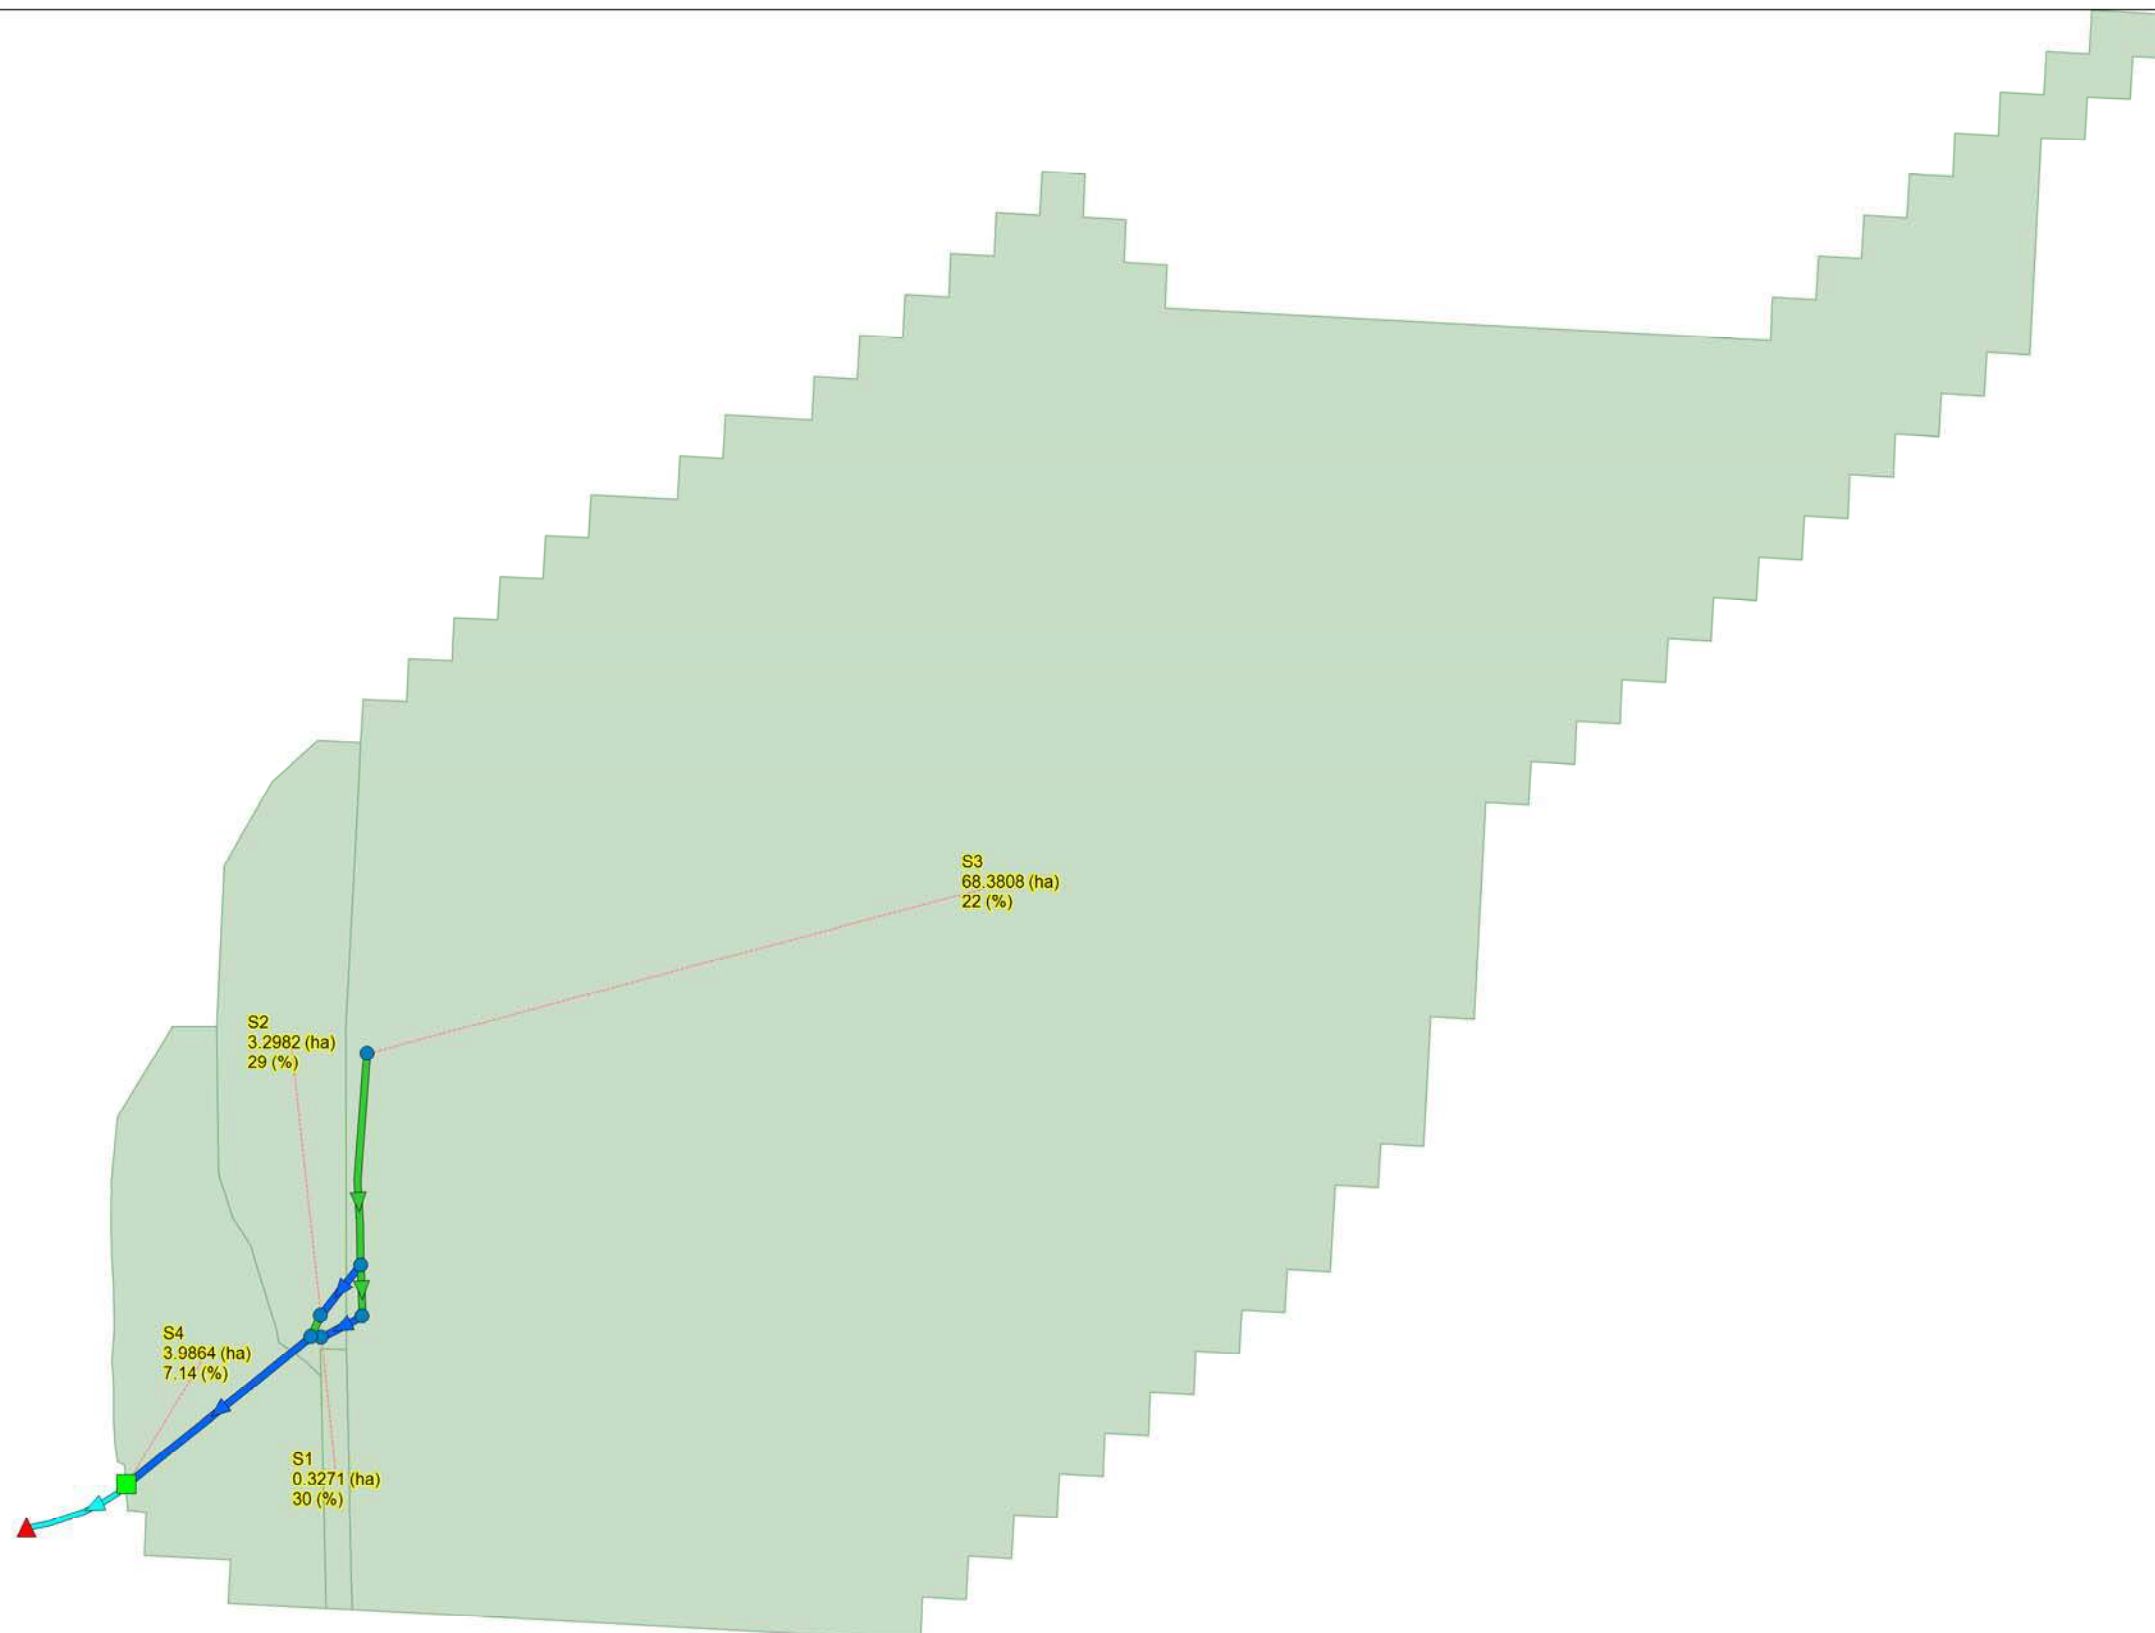 S3
68.3808 (ha)
22 (%)
S2
3.2982 (ha)
29 (%)
S4
3.9864 (ha)
7.14 (%)
S1
0.3271 (ha)
30 (%)